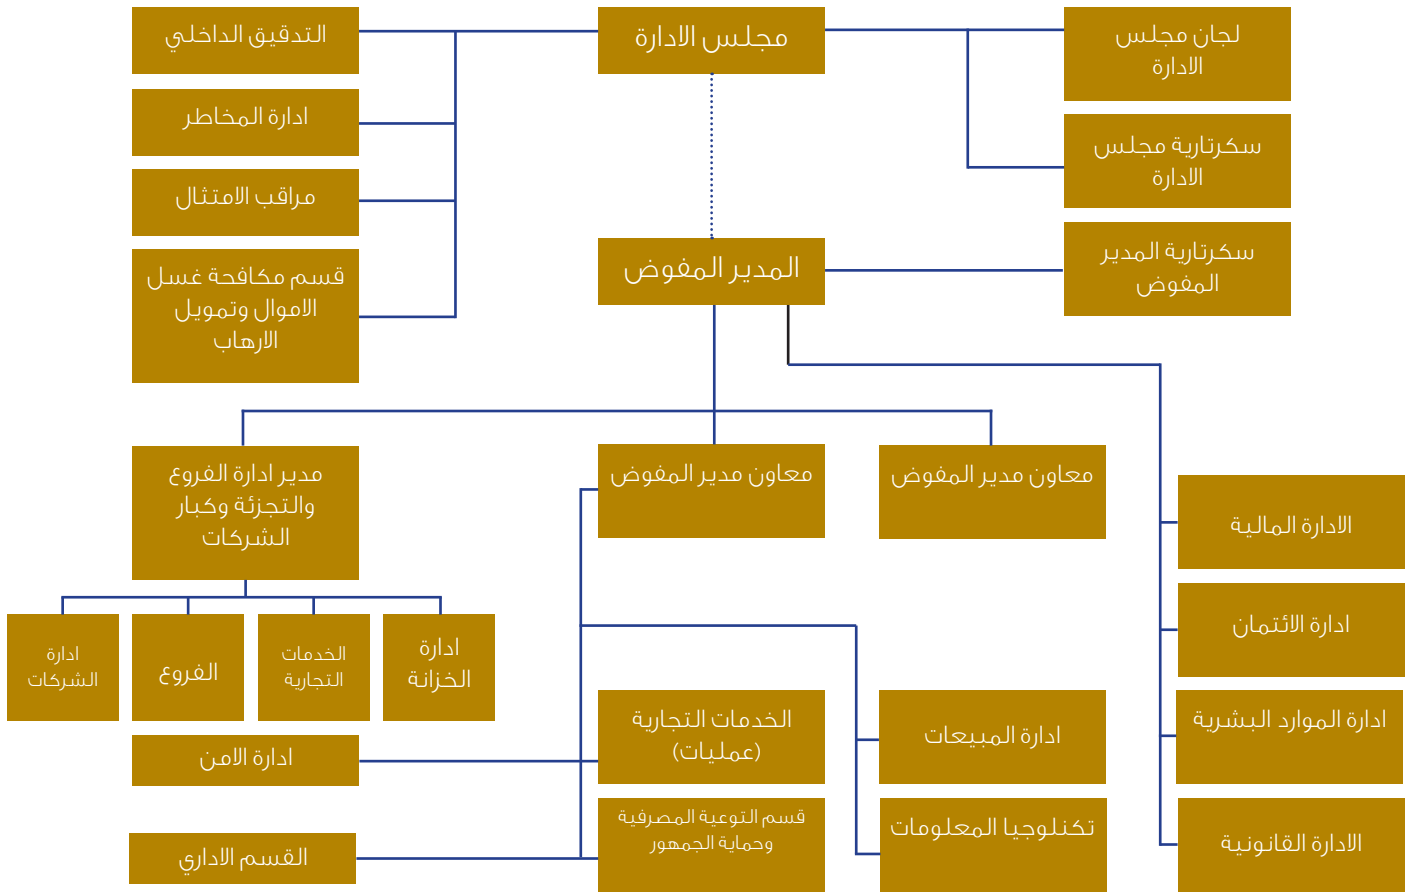 مجلس الادارة
لجان مجلس
الادارة
سكرتارية مجلس
الادارة
التدقيق الداخلي
ادارة المخاطر
مراقب الامتثال
قسم مكافحة غسل
الاموال وتمويل
الارهاب
المدير المفوض
سكرتارية المدير
المفوض
معاون مدير المفوض
معاون مدير المفوض
مدير ادارة الفروع
والتجزئة وكبار
الشركات
الادارة المالية
ادارة الائتمان
ادارة الموارد البشرية
الادارة القانونية
ادارة
الخزانة
الخدمات
التجارية
الفروع
ادارة
الشركات
ادارة المبيعات
تكنلوجيا المعلومات
الخدمات التجارية
(عمليات)
قسم التوعية المصرفية
وحماية الجمهور
ادارة الامن
القسم الاداري